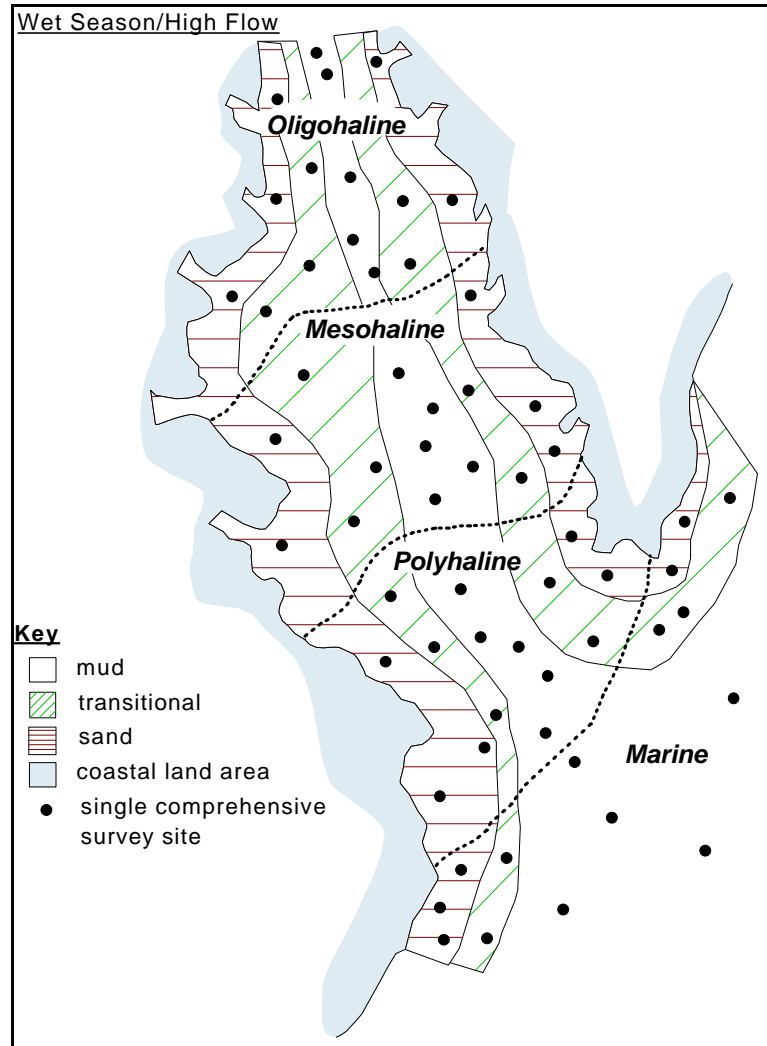 Wet Season/High Flow
Oligohaline
Mesohaline
Polyhaline
Marine
Key
mud
transitional
sand
coastal land area
single comprehensive
survey site